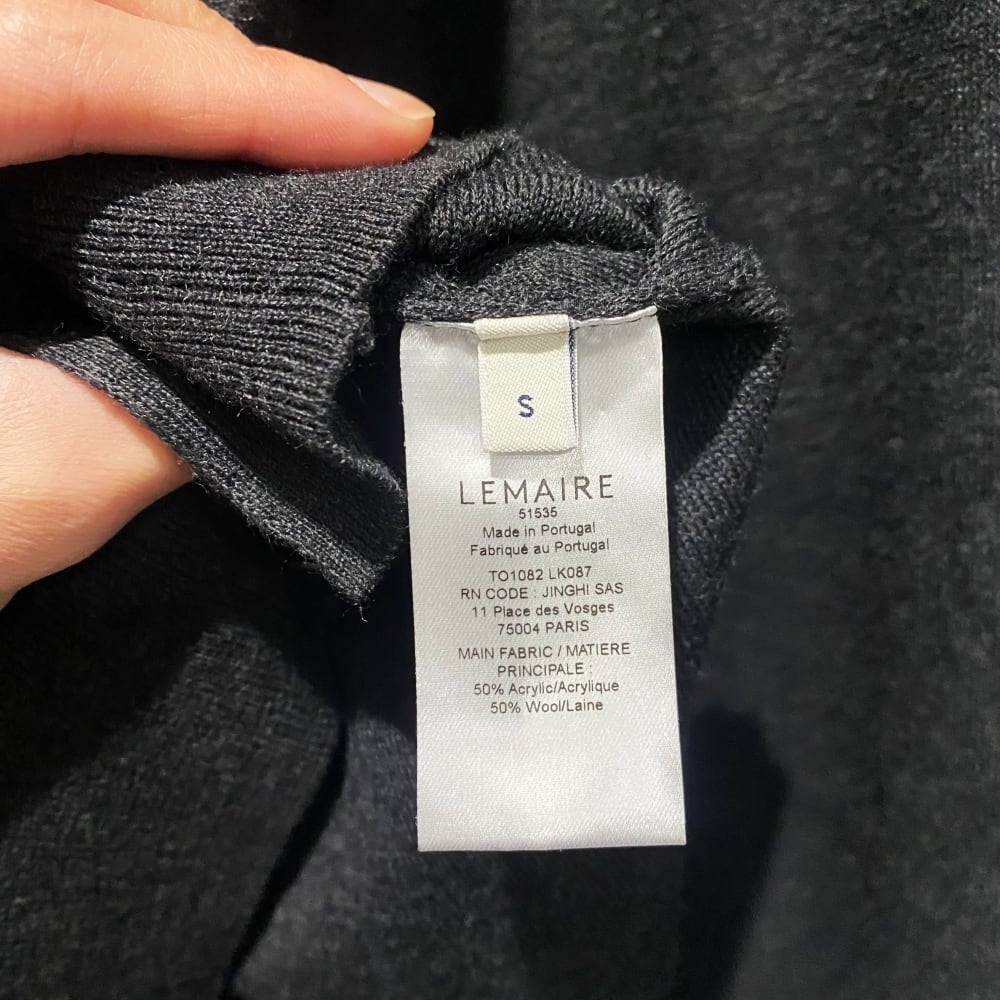 S
LEMAIRE
51535
Made in Portugal
Fabriqué au Portugal
TO1082 LK087
RN CODE : JINGHI SAS
11 Place des Vosges
75004 PARIS
MAIN FABRIC / MATIERE
PRINCIPALE :
50% Acrylic/Acrylique
50% Wool/Laine